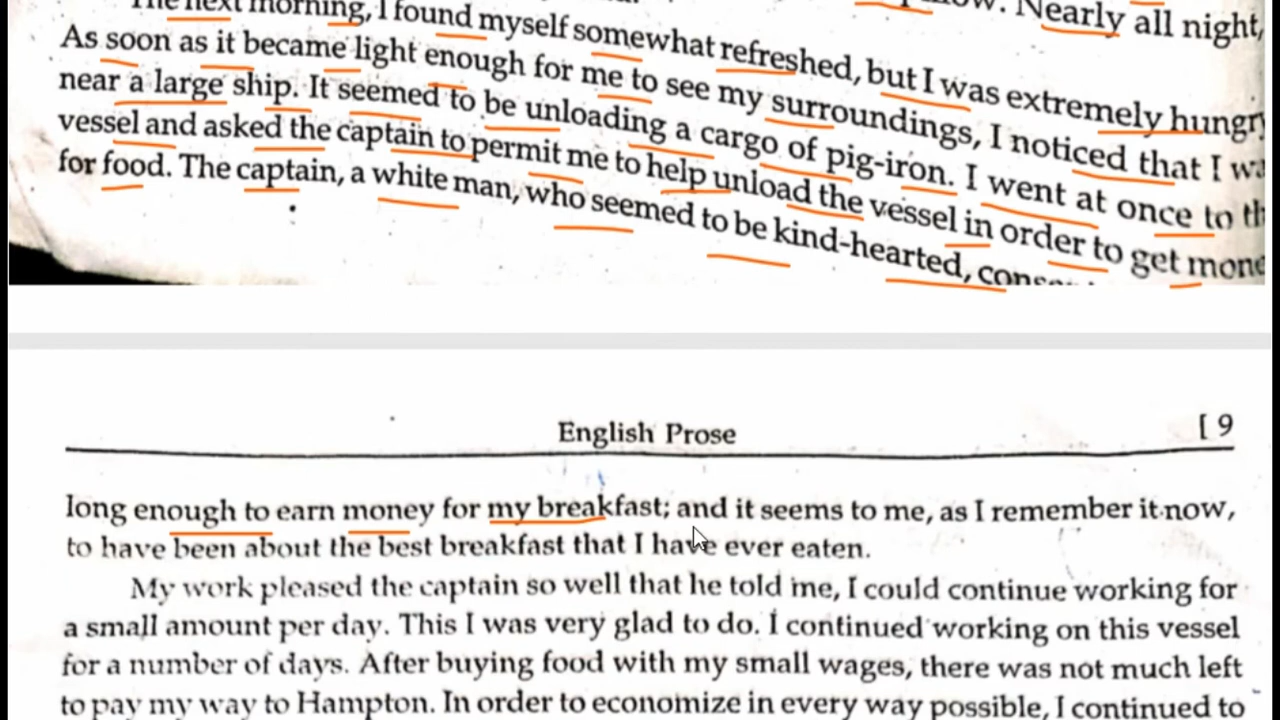 Nearly all night,
The next morning, I found myself somewhat refreshed, but I was extremely hungry
As soon as it became light enough for me to see my surroundings, I noticed that I wa
near a large ship. It seemed to be unloading a cargo of pig-iron. I went at once to th
vessel and asked the captain to permit me to help unload the vessel in order to get mone
for food. The captain, a white man, who seemed to be kind-hearted,
English Prose [ 9
long enough to earn money for my breakfast; and it seems to me, as I remember it now,
to have been about the best breakfast that I have ever eaten.
My work pleased the captain so well that he told me, I could continue working for
a small amount per day. This I was very glad to do. I continued working on this vessel
for a number of days. After buying food with my small wages, there was not much left
to pay my way to Hampton. In order to economize in every way possible, I continued to